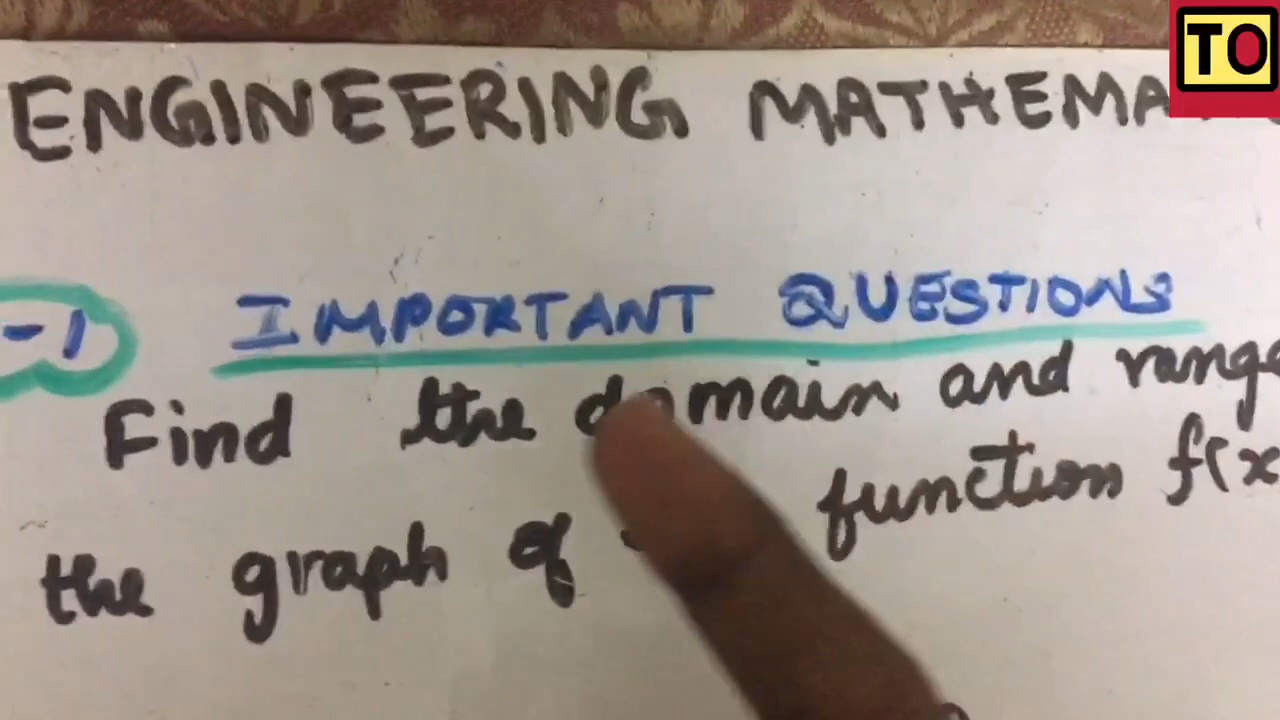 TO
ENGINEERING MATHEMA
-1 IMPORTANT QUESTIONS
Find the domain and range
the graph of function f(x